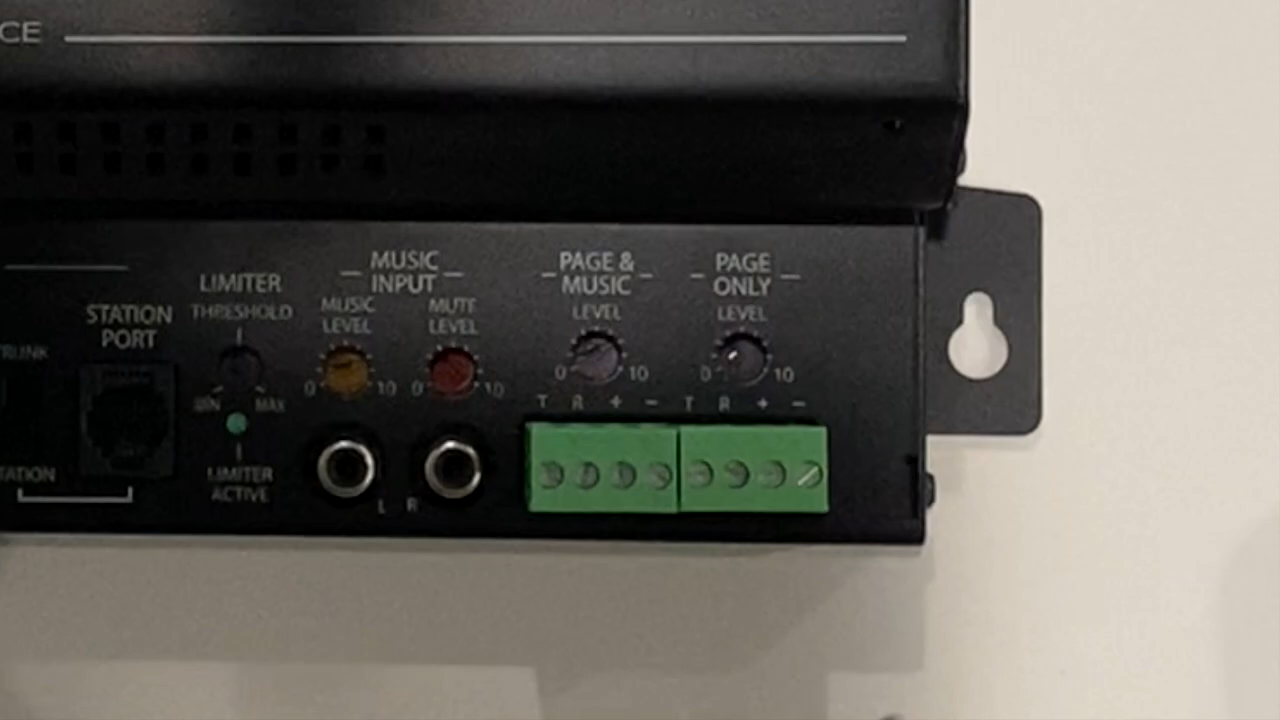 CE
STATION
PORT
TRUNK
TATION
LIMITER
THRESHOLD
MIN MAX
LIMITER
ACTIVE
MUSIC
INPUT
MUSIC
LEVEL
0 10
MUTE
LEVEL
0 10
L R
PAGE &
MUSIC
LEVEL
0 10
T R + −
PAGE
ONLY
LEVEL
0 10
T R + −